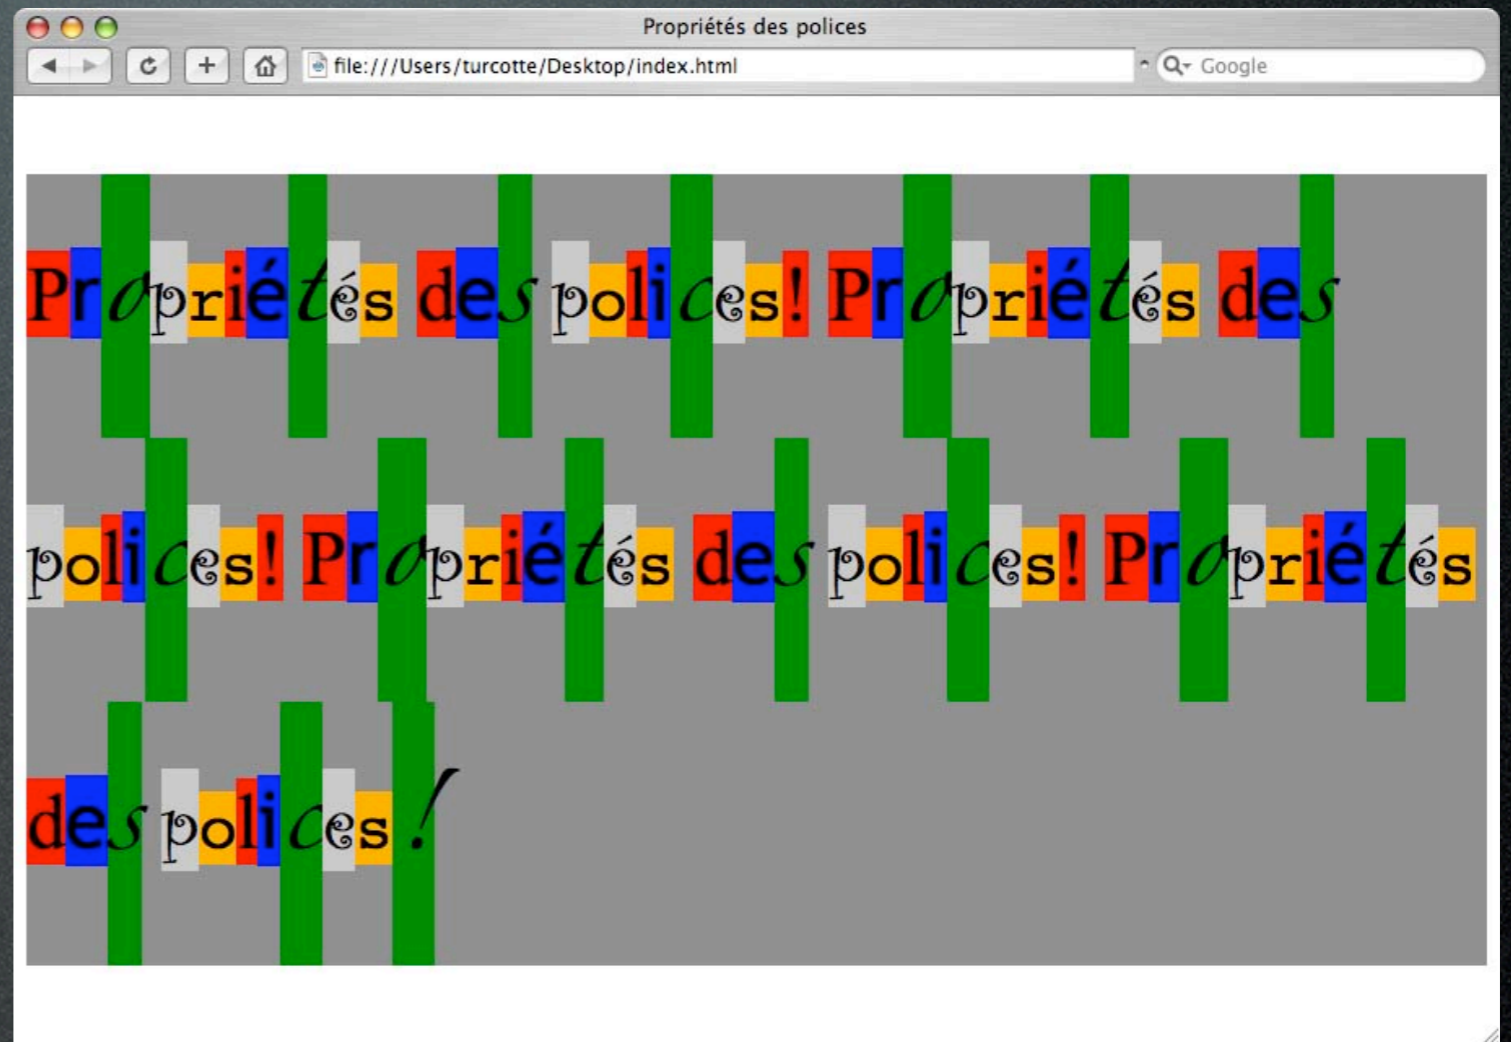 Propriétés des polices
file:///Users/turcotte/Desktop/index.html
Google
Propriétés des polices! Propriétés des
polices! Propriétés des polices! Propriétés
des polices!